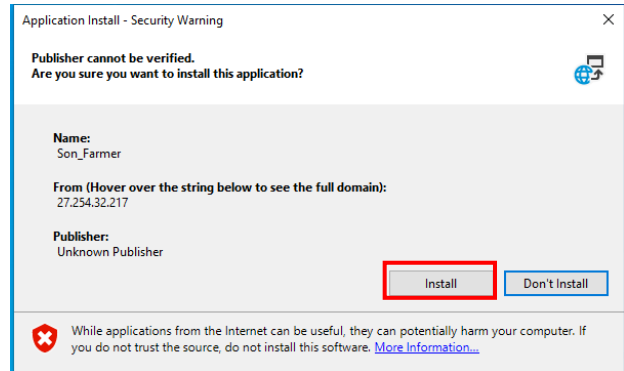 Application Install - Security Warning
Publisher cannot be verified.
Are you sure you want to install this application?
Name:
Son_Farmer
From (Hover over the string below to see the full domain):
27.254.32.217
Publisher:
Unknown Publisher
Install
Don't Install
While applications from the Internet can be useful, they can potentially harm your computer. If
you do not trust the source, do not install this software. More Information...